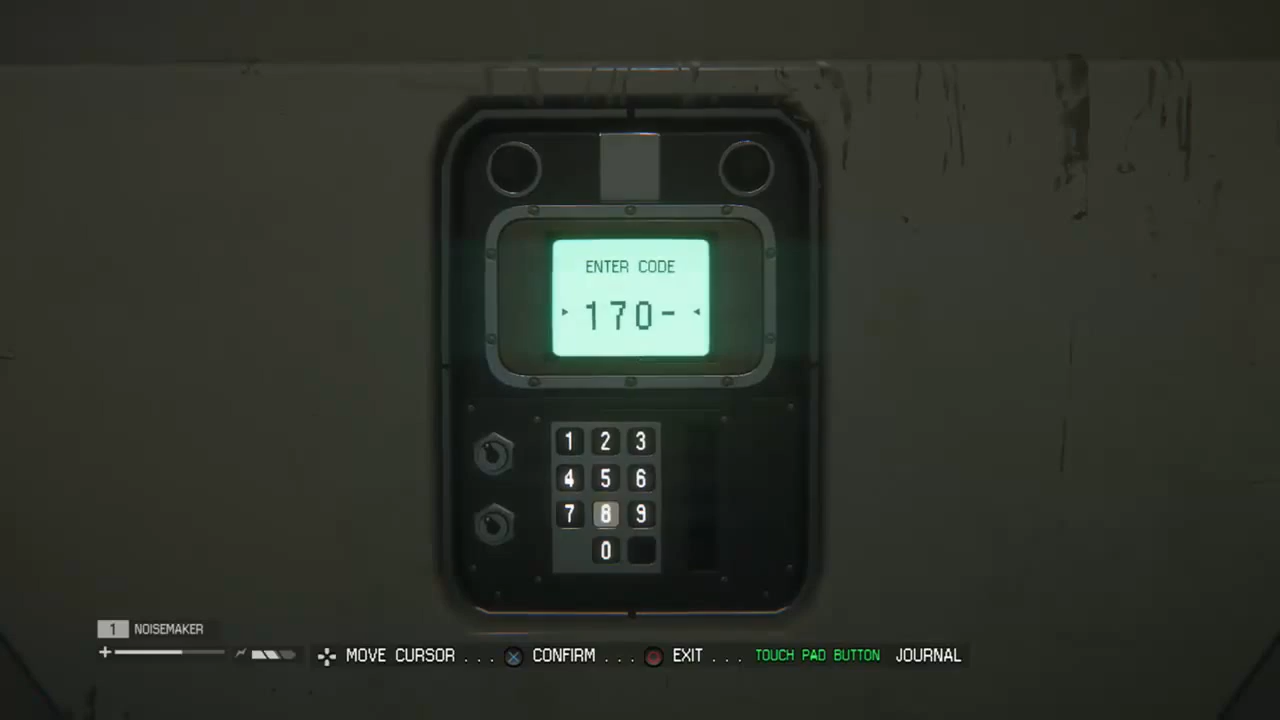 ENTER CODE
170-
1 2 3
4 5 6
7 8 9
0
1 NOISEMAKER
MOVE CURSOR ... CONFIRM ... EXIT ... TOUCH PAD BUTTON JOURNAL